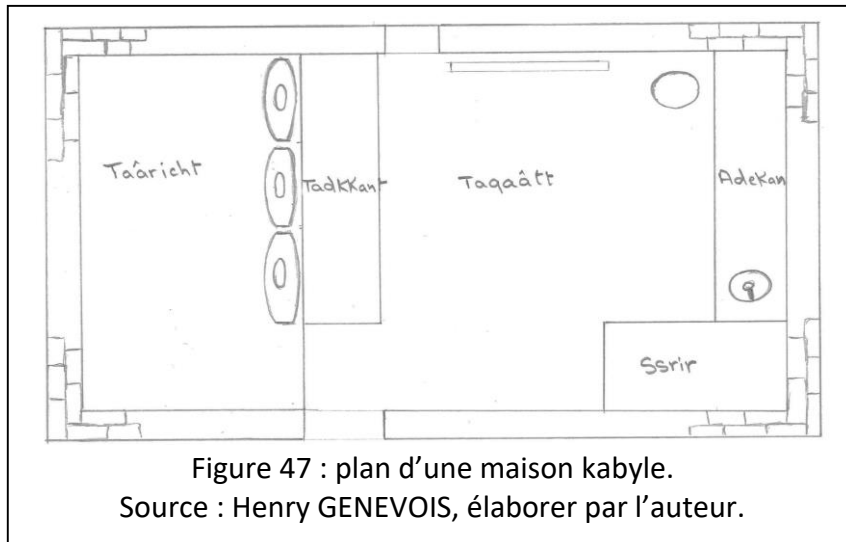 Taâricht
Tadkkant
Taqaâtt
Adekan
Ssrir
Figure 47 : plan d’une maison kabyle.
Source : Henry GENEVOIS, élaborer par l’auteur.